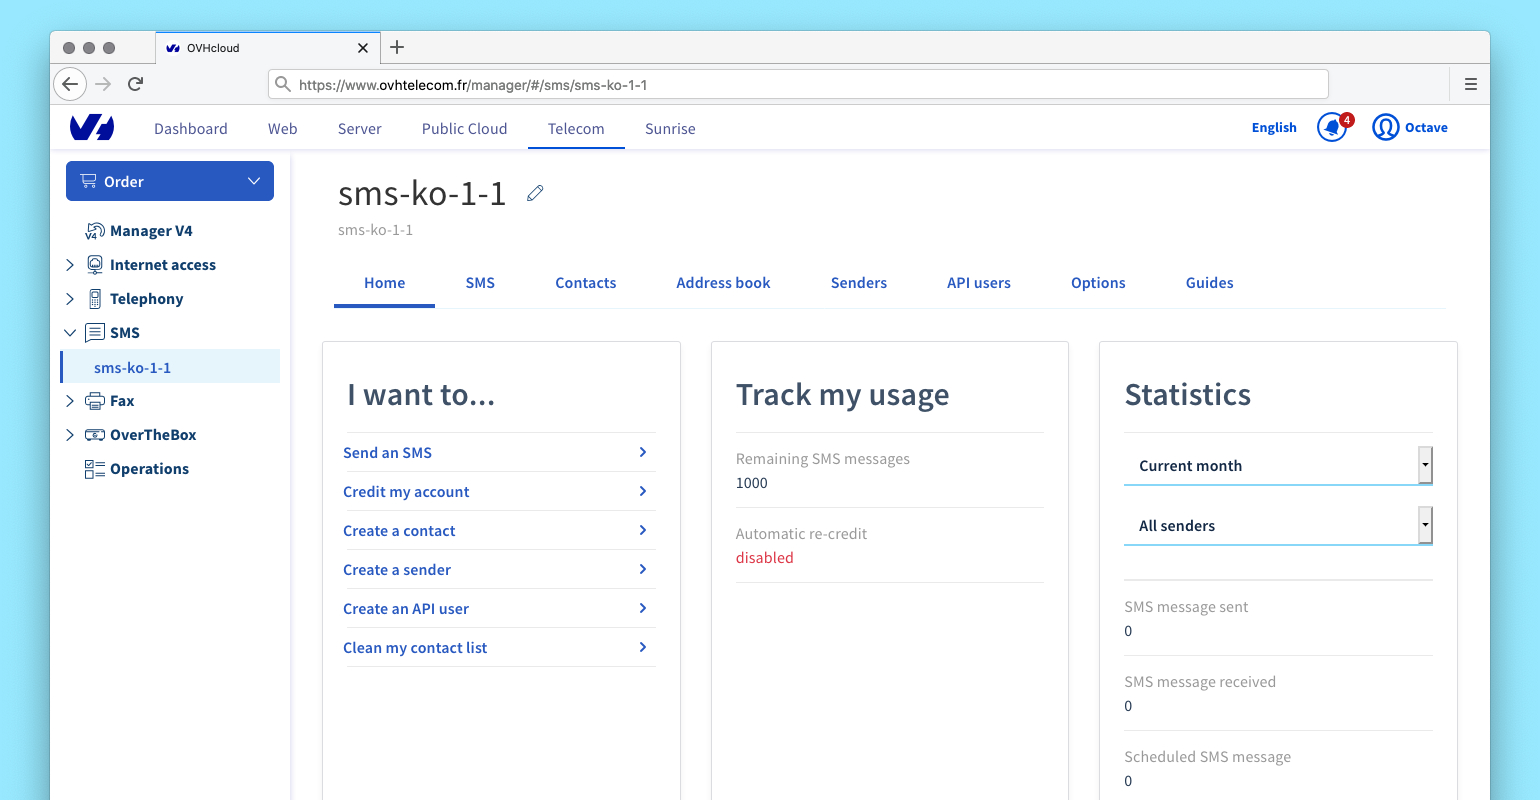 OVHcloud
https://www.ovhtelecom.fr/manager/#/sms/sms-ko-1-1
Dashboard Web Server Public Cloud Telecom Sunrise English 4 Octave
Order
V4 Manager V4
Internet access
Telephony
SMS
sms-ko-1-1
Fax
OverTheBox
Operations
sms-ko-1-1
sms-ko-1-1
Home SMS Contacts Address book Senders API users Options Guides
I want to...
Send an SMS
Credit my account
Create a contact
Create a sender
Create an API user
Clean my contact list
Track my usage
Remaining SMS messages
1000
Automatic re-credit
disabled
Statistics
Current month
All senders
SMS message sent
0
SMS message received
0
Scheduled SMS message
0